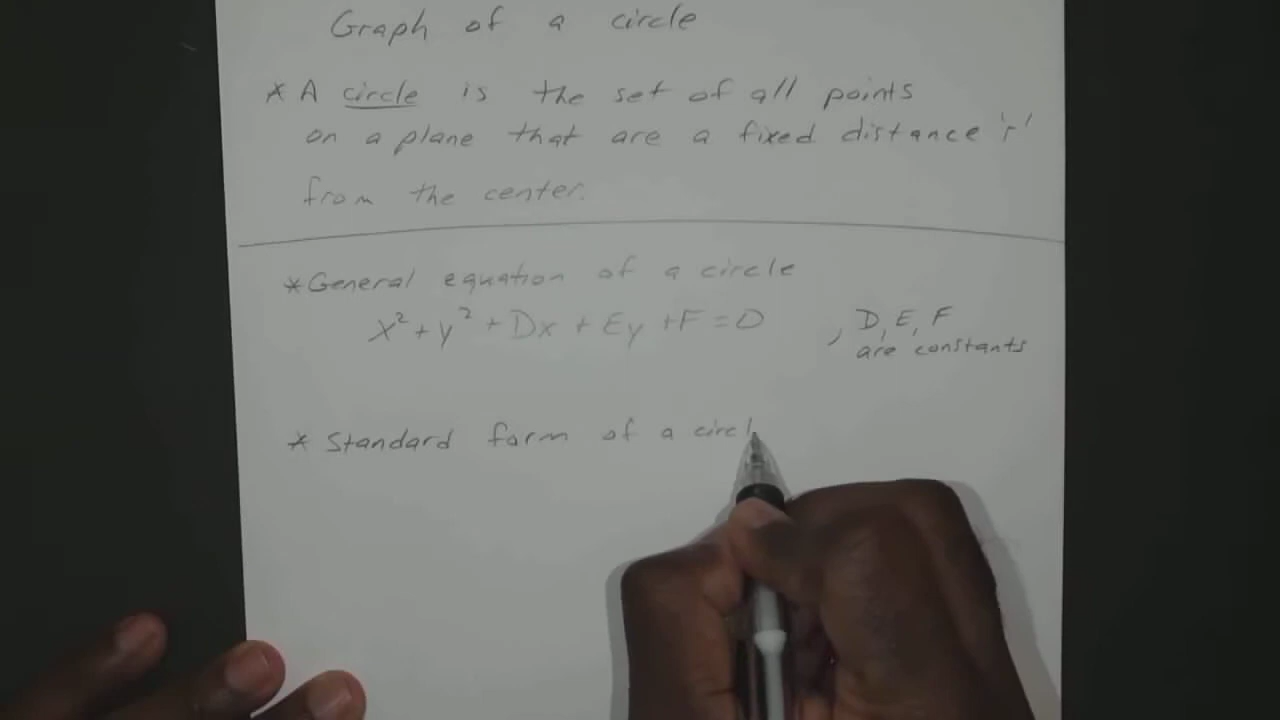 Graph of a circle
* A circle is the set of all points
on a plane that are a fixed distance 'r'
from the center.
* General equation of a circle
x² + y² + Dx + Ey + F = 0 , D, E, F
are constants
* Standard form of a circl